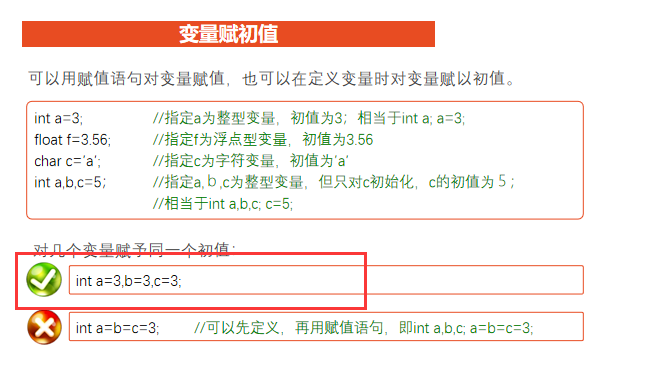 变量赋初值
可以用赋值语句对变量赋值，也可以在定义变量时对变量赋以初值。
int a=3; //指定a为整型变量，初值为3；相当于int a; a=3;
float f=3.56; //指定f为浮点型变量，初值为3.56
char c='a'; //指定c为字符变量，初值为'a'
int a,b,c=5; //指定a,b,c为整型变量，但只对c初始化，c的初值为5；
//相当于int a,b,c; c=5;
对几个变量赋予同一个初值：
int a=3,b=3,c=3;
int a=b=c=3; //可以先定义，再用赋值语句，即int a,b,c; a=b=c=3;